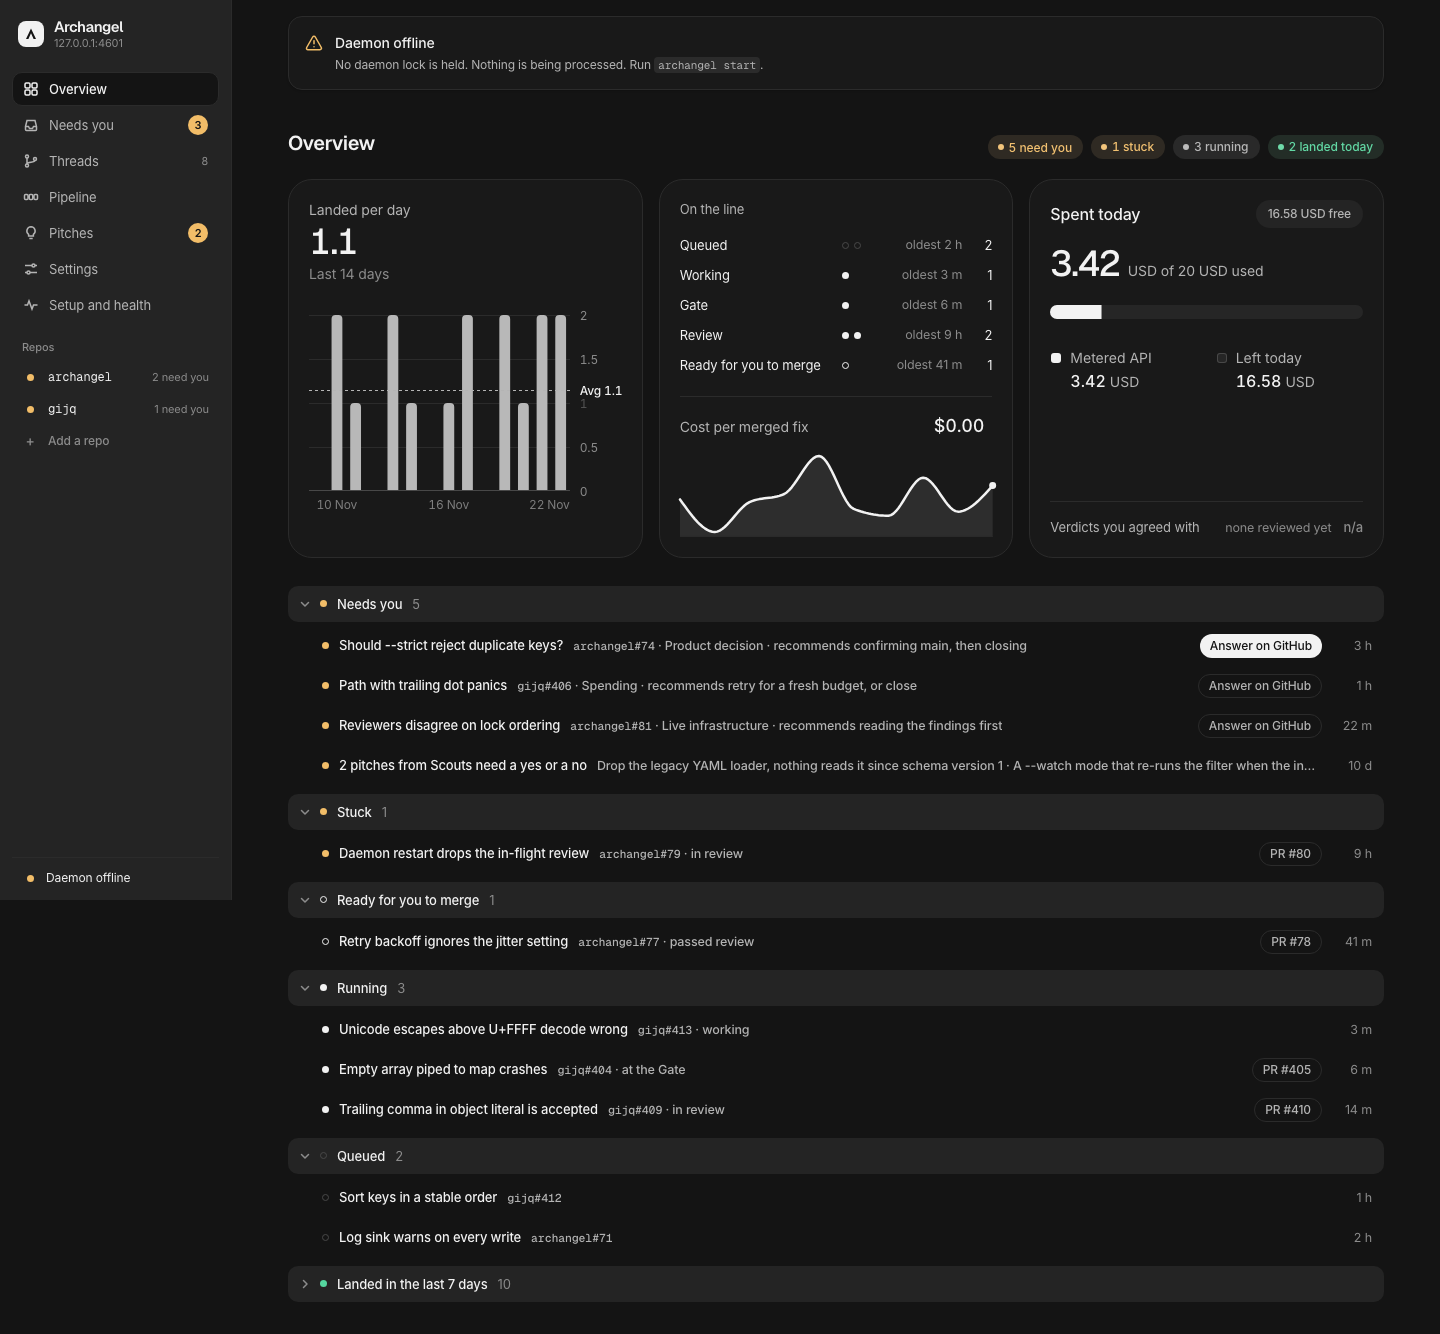 Archangel
127.0.0.1:4601
Overview
Needs you 3
Threads 8
Pipeline
Pitches 2
Settings
Setup and health
Repos
archangel 2 need you
gijq 1 need you
+ Add a repo
Daemon offline
Daemon offline
No daemon lock is held. Nothing is being processed. Run archangel start.
Overview
5 need you 1 stuck 3 running 2 landed today
Landed per day
1.1
Last 14 days
2
1.5
Avg 1.1
1
0.5
0
10 Nov 16 Nov 22 Nov
On the line
Queued oldest 2 h 2
Working oldest 3 m 1
Gate oldest 6 m 1
Review oldest 9 h 2
Ready for you to merge oldest 41 m 1
Cost per merged fix $0.00
Spent today 16.58 USD free
3.42 USD of 20 USD used
Metered API Left today
3.42 USD 16.58 USD
Verdicts you agreed with none reviewed yet n/a
Needs you 5
Should --strict reject duplicate keys? archangel#74 · Product decision · recommends confirming main, then closing Answer on GitHub 3 h
Path with trailing dot panics gijq#406 · Spending · recommends retry for a fresh budget, or close Answer on GitHub 1 h
Reviewers disagree on lock ordering archangel#81 · Live infrastructure · recommends reading the findings first Answer on GitHub 22 m
2 pitches from Scouts need a yes or a no Drop the legacy YAML loader, nothing reads it since schema version 1 · A --watch mode that re-runs the filter when the in... 10 d
Stuck 1
Daemon restart drops the in-flight review archangel#79 · in review PR #80 9 h
Ready for you to merge 1
Retry backoff ignores the jitter setting archangel#77 · passed review PR #78 41 m
Running 3
Unicode escapes above U+FFFF decode wrong gijq#413 · working 3 m
Empty array piped to map crashes gijq#404 · at the Gate PR #405 6 m
Trailing comma in object literal is accepted gijq#409 · in review PR #410 14 m
Queued 2
Sort keys in a stable order gijq#412 1 h
Log sink warns on every write archangel#71 2 h
Landed in the last 7 days 10